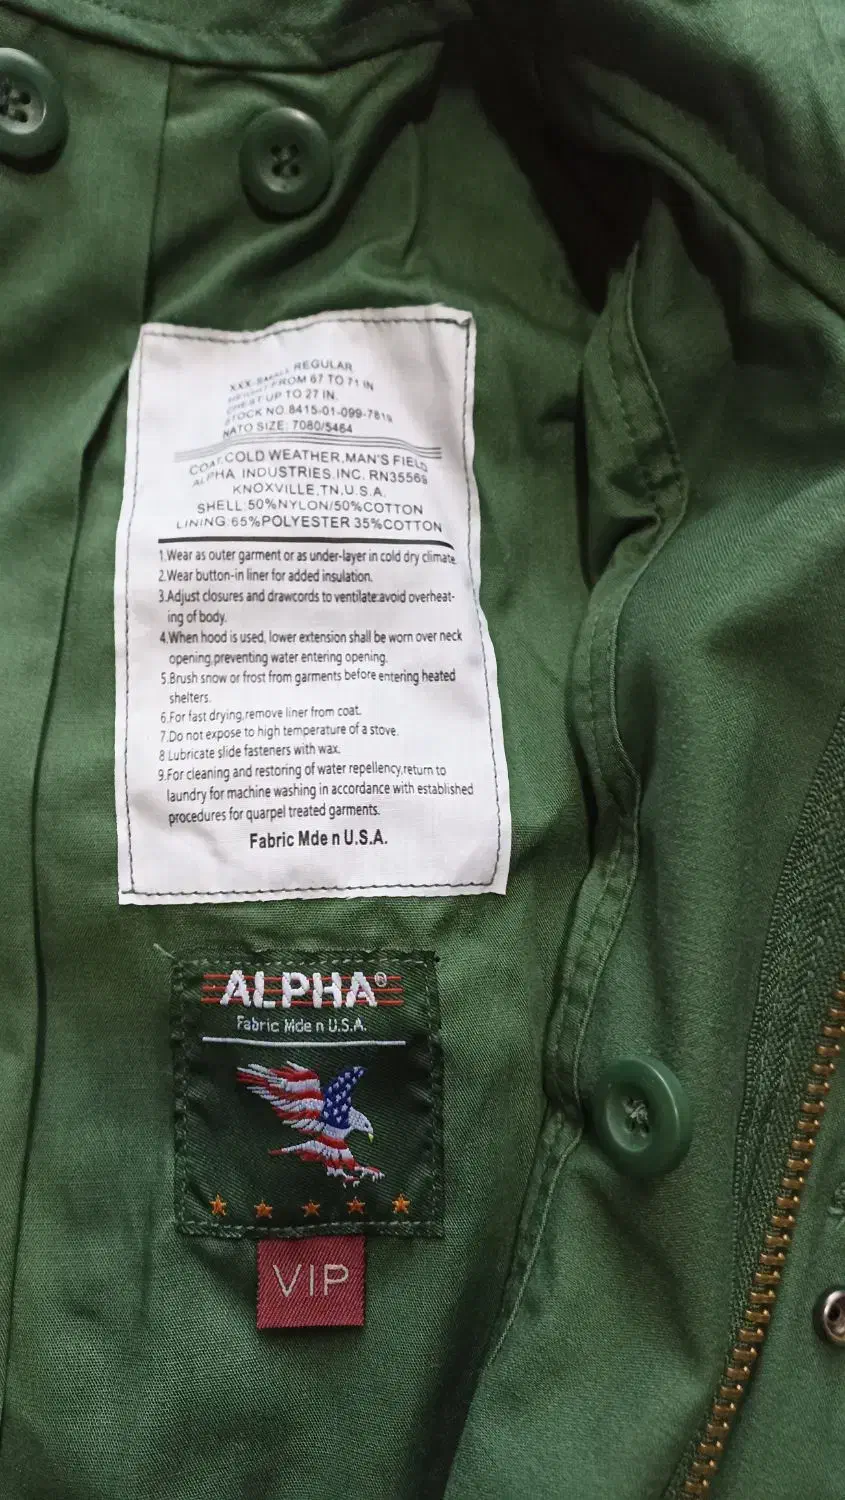 XXX-SMALL REGULAR
HEIGHT FROM 67 TO 71 IN
CHEST UP TO 27 IN.
STOCK NO.8415-01-099-7819
NATO SIZE: 7080/5464
COAT,COLD WEATHER,MAN'S FIELD
ALPHA INDUSTRIES,INC. RN35569
KNOXVILLE,TN,U.S.A.
SHELL:50%NYLON/50%COTTON
LINING:65%POLYESTER 35%COTTON
1.Wear as outer garment or as under-layer in cold dry climate.
2.Wear button-in liner for added insulation.
3.Adjust closures and drawcords to ventilate:avoid overheat-
ing of body.
4.When hood is used, lower extension shall be worn over neck
opening,preventing water entering opening.
5.Brush snow or frost from garments before entering heated
shelters.
6.For fast drying,remove liner from coat.
7.Do not expose to high temperature of a stove.
8.Lubricate slide fasteners with wax.
9.For cleaning and restoring of water repellency,return to
laundry for machine washing in accordance with established
procedures for quarpel treated garments.
Fabric Mde n U.S.A.
ALPHA®
Fabric Mde n U.S.A.
VIP